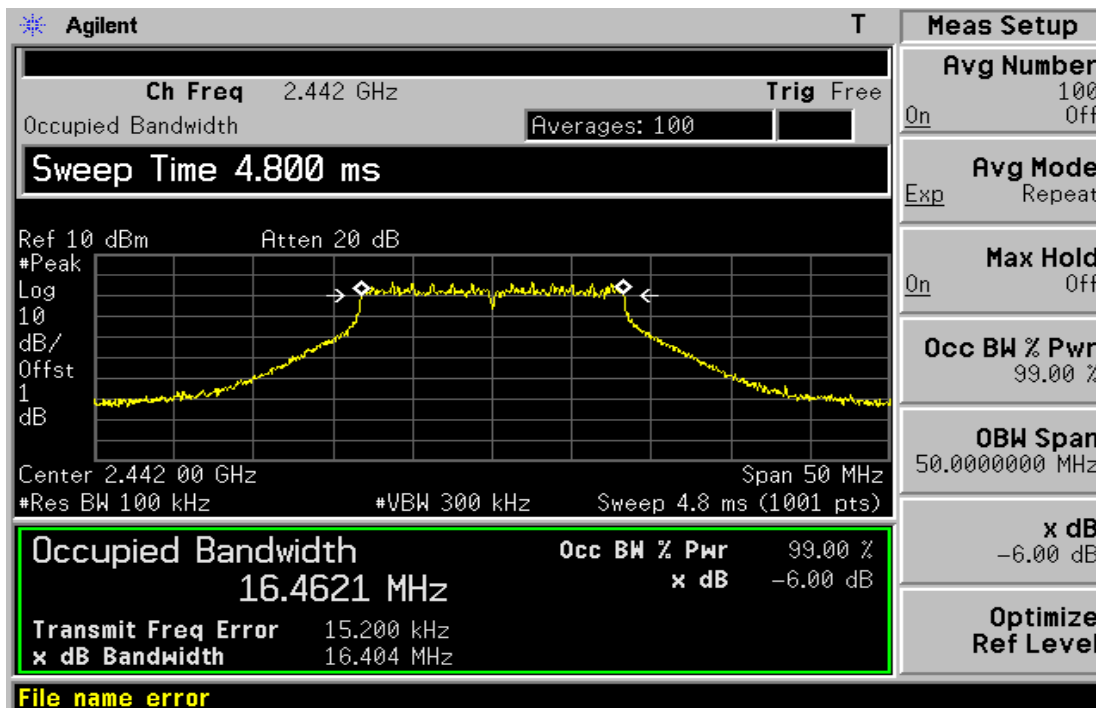 Agilent T
Ch Freq 2.442 GHz Trig Free
Occupied Bandwidth Averages: 100
Sweep Time 4.800 ms
Ref 10 dBm Atten 20 dB
#Peak
Log
10
dB/
Offst
1
dB
Center 2.442 00 GHz Span 50 MHz
#Res BW 100 kHz #VBW 300 kHz Sweep 4.8 ms (1001 pts)
Occupied Bandwidth Occ BW % Pwr 99.00 %
16.4621 MHz x dB -6.00 dB
Transmit Freq Error 15.200 kHz
x dB Bandwidth 16.404 MHz
File name error
Meas Setup
Avg Number
100
On Off
Avg Mode
Exp Repeat
Max Hold
On Off
Occ BW % Pwr
99.00 %
OBW Span
50.0000000 MHz
x dB
-6.00 dB
Optimize
Ref Level